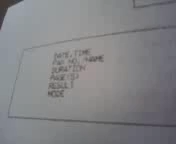 DATE,TIME
FAX NO./NAME
DURATION
PAGE(S)
RESULT
MODE